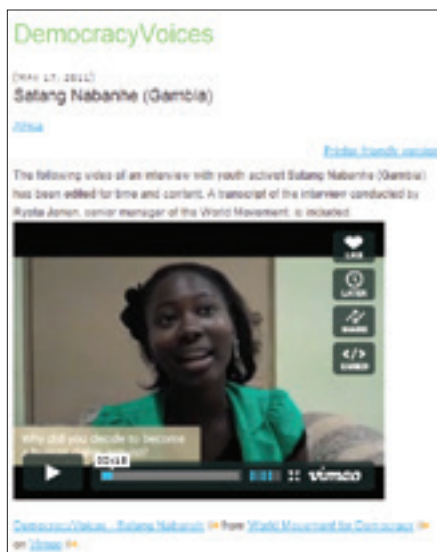 DemocracyVoices
[MAY 17, 2011]
Satang Nabanhe (Gambia)
Africa
Printer-friendly version
The following video of an interview with youth activist Satang Nabanhe (Gambia)
has been edited for time and content. A transcript of the interview conducted by
Ryota Jonen, senior manager of the World Movement, is included.
LIKE
LATER
SHARE
</>
EMBED
Why did you decide to become
00:18
vimeo
DemocracyVoices - Satang Nabanhe from World Movement for Democracy
on Vimeo